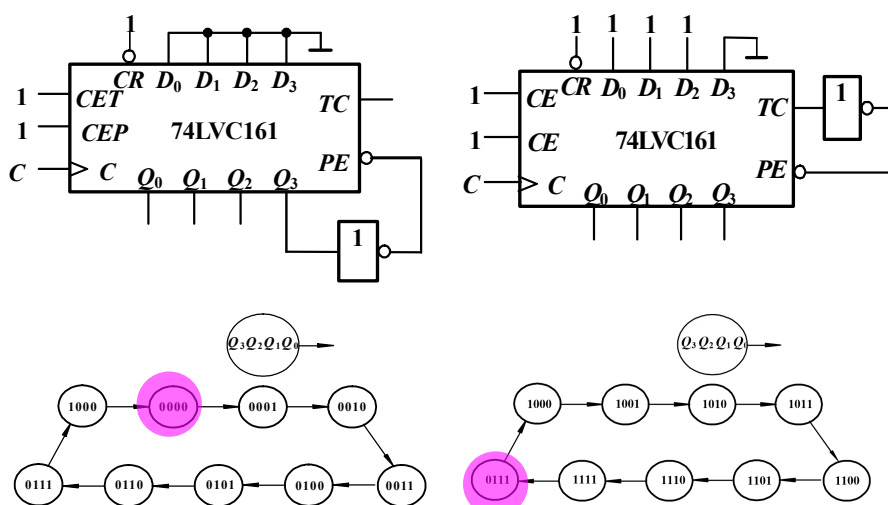 1
CR D0 D1 D2 D3
1 CET
TC
1 CEP
74LVC161
PE
C C
Q0 Q1 Q2 Q3
1
1 1 1 1
CR D0 D1 D2 D3
1 CE
TC
1
1 CE
74LVC161
PE
C C
Q0 Q1 Q2 Q3
Q3Q2Q1Q0
1000 0000 0001 0010
0111 0110 0101 0100 0011
Q3Q2Q1Q0
1000 1001 1010 1011
0111 1111 1110 1101 1100